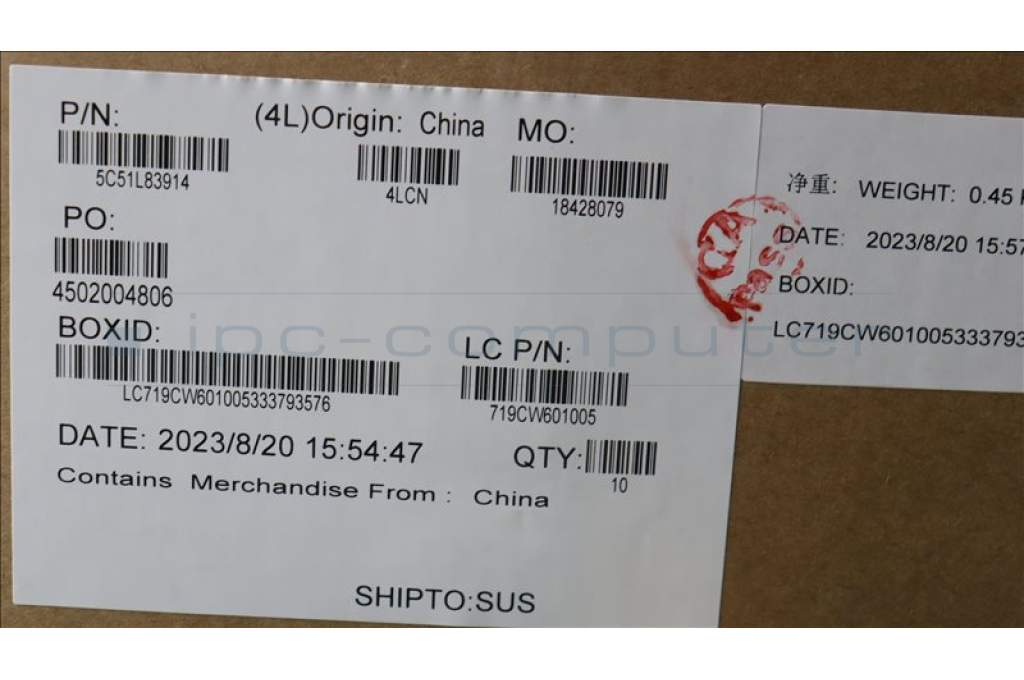 P/N:
5C51L83914
(4L)Origin: China
4LCN
MO:
18428079
PO:
4502004806
BOXID:
LC719CW601005333793576
LC P/N:
719CW601005
DATE: 2023/8/20 15:54:47
QTY:
10
Contains Merchandise From : China
SHIPTO:SUS
净重: WEIGHT: 0.45
DATE: 2023/8/20 15:57
BOXID:
LC719CW601005333793
ipc-computer